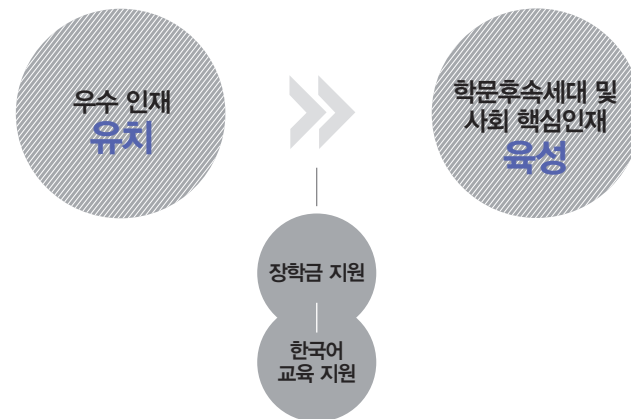 우수 인재
유치
학문후속세대 및
사회 핵심인재
육성
장학금 지원
한국어
교육 지원